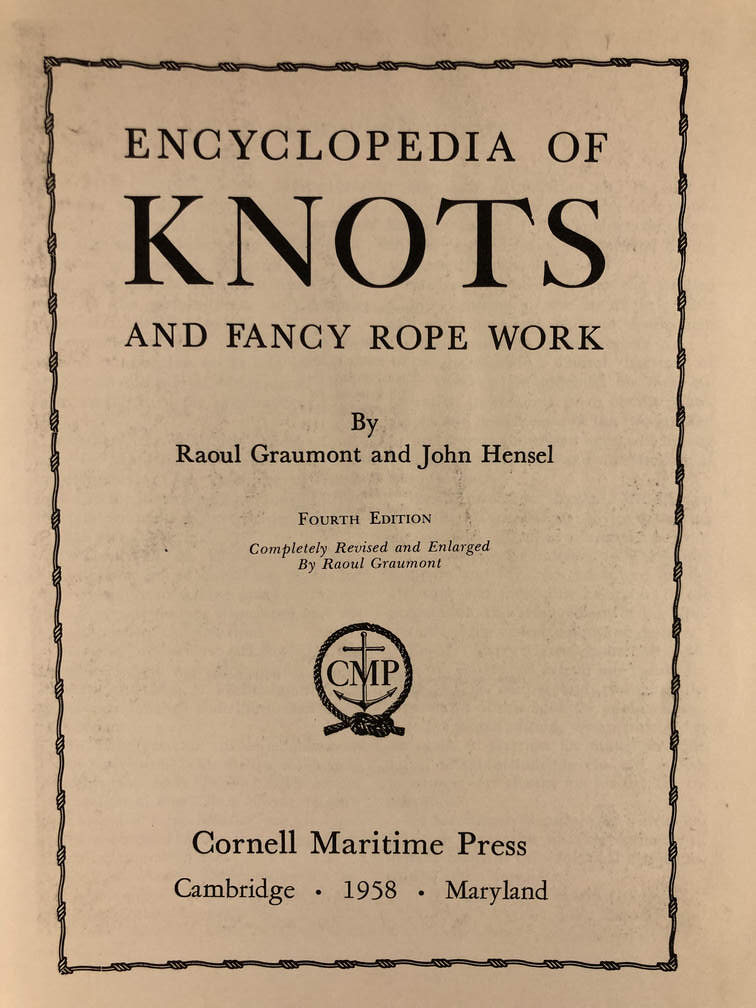 ENCYCLOPEDIA OF
KNOTS
AND FANCY ROPE WORK
By
Raoul Graumont and John Hensel
FOURTH EDITION
Completely Revised and Enlarged
By Raoul Graumont
CMP
Cornell Maritime Press
Cambridge · 1958 · Maryland